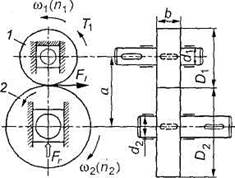 ω₁(n₁)
T₁
1
2
Fₜ
a
Fᵣ
ω₂(n₂)
b
d₁
D₁
d₂
D₂